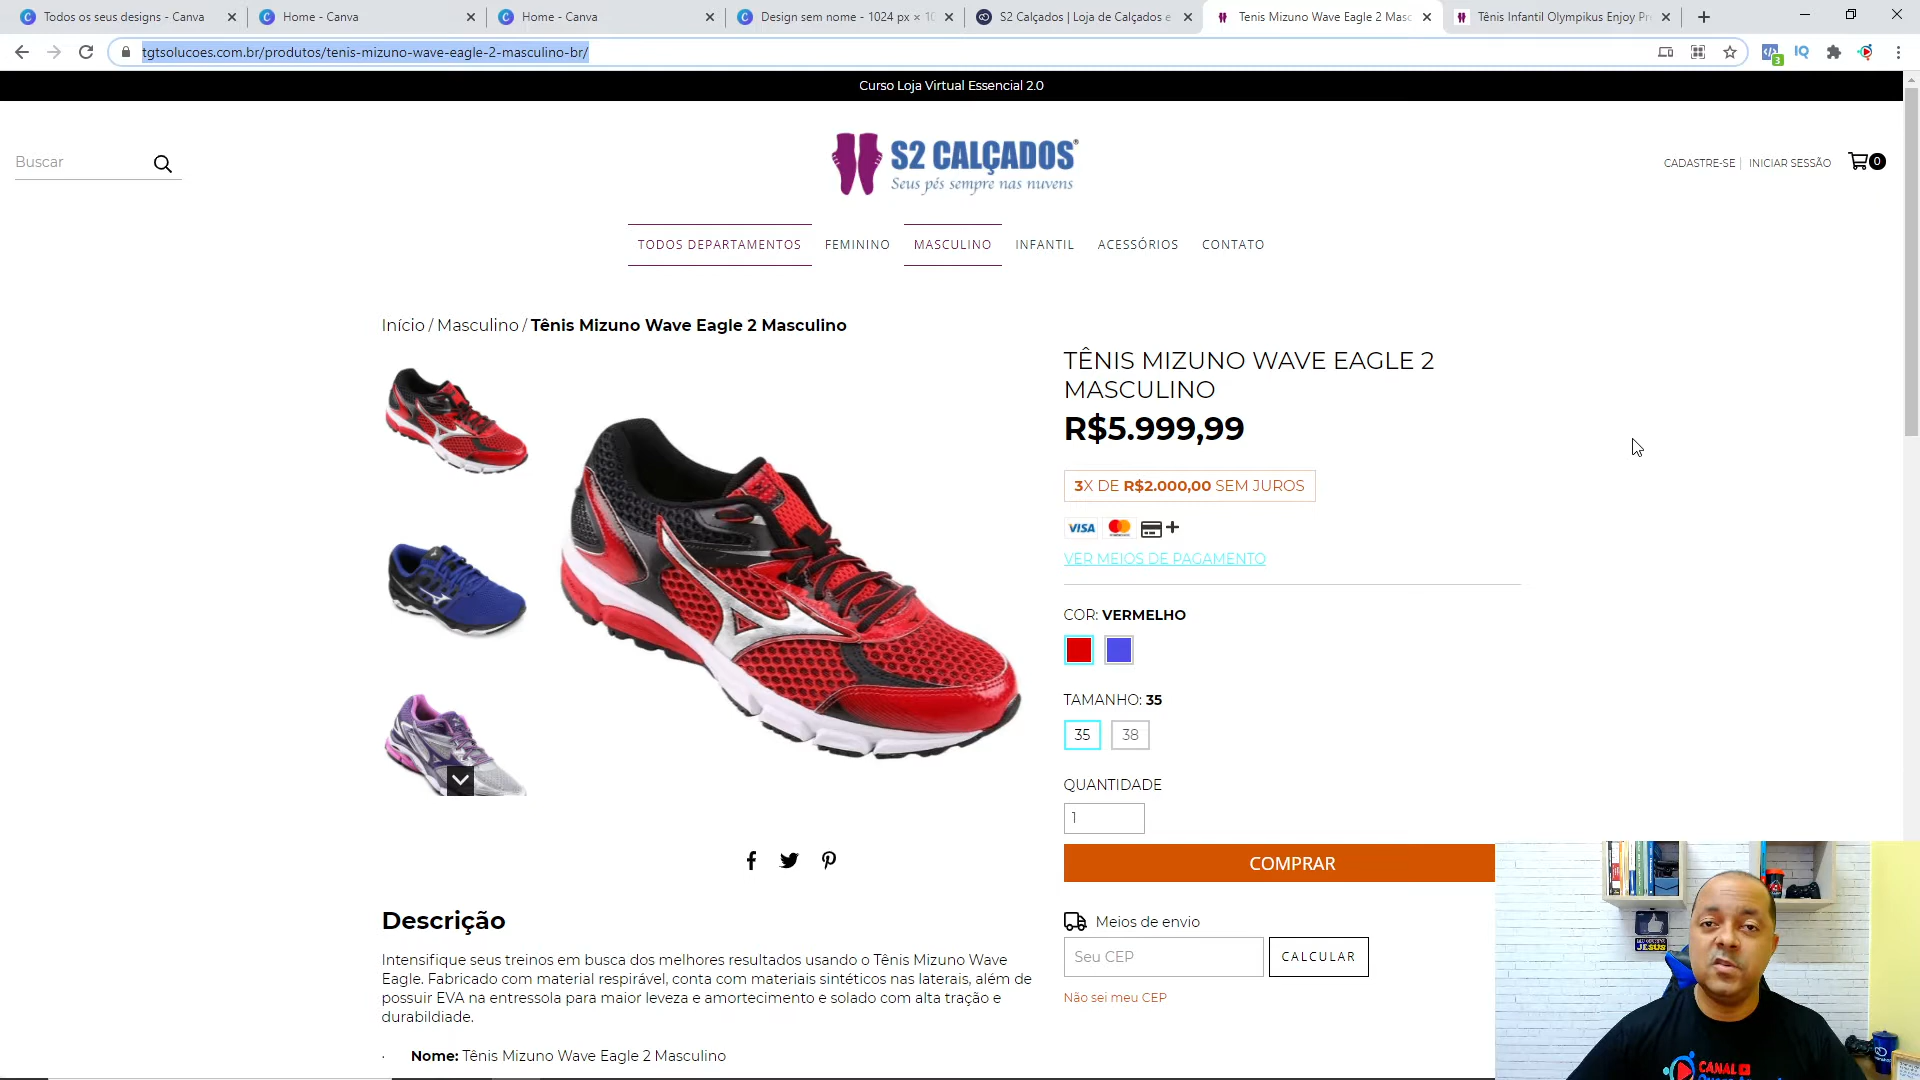 Todos os seus designs - Canva
Home - Canva
Home - Canva
Design sem nome - 1024 px × 10
S2 Calçados | Loja de Calçados e
Tenis Mizuno Wave Eagle 2 Masc
Tênis Infantil Olympikus Enjoy Pr
tgtsolucoes.com.br/produtos/tenis-mizuno-wave-eagle-2-masculino-br/
3
IQ
Curso Loja Virtual Essencial 2.0
Buscar
S2 CALÇADOS®
Seus pés sempre nas nuvens
CADASTRE-SE | INICIAR SESSÃO
0
TODOS DEPARTAMENTOS
FEMININO
MASCULINO
INFANTIL
ACESSÓRIOS
CONTATO
Início / Masculino / Tênis Mizuno Wave Eagle 2 Masculino
TÊNIS MIZUNO WAVE EAGLE 2
MASCULINO
R$5.999,99
3X DE R$2.000,00 SEM JUROS
VISA
VER MEIOS DE PAGAMENTO
COR: VERMELHO
TAMANHO: 35
35
38
QUANTIDADE
1
COMPRAR
Descrição
Meios de envio
Seu CEP
CALCULAR
Não sei meu CEP
Intensifique seus treinos em busca dos melhores resultados usando o Tênis Mizuno Wave
Eagle. Fabricado com material respirável, conta com materiais sintéticos nas laterais, além de
possuir EVA na entressola para maior leveza e amortecimento e solado com alta tração e
durabildiade.
· Nome: Tênis Mizuno Wave Eagle 2 Masculino
JESUS
CANAL